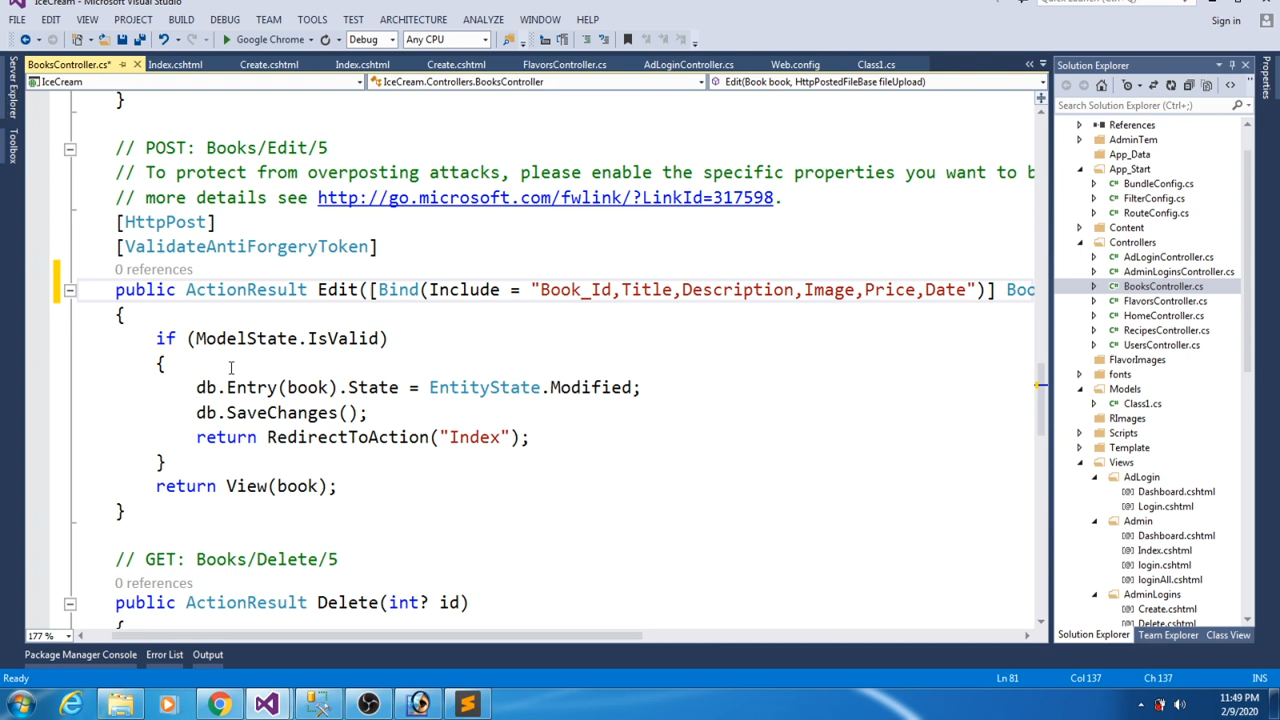 IceCream - Microsoft Visual Studio
FILE EDIT VIEW PROJECT BUILD DEBUG TEAM TOOLS TEST ARCHITECTURE ANALYZE WINDOW HELP Sign in
Google Chrome Debug Any CPU
BooksController.cs* Index.cshtml Create.cshtml Index.cshtml Create.cshtml FlavorsController.cs AdLoginController.cs Web.config Class1.cs
IceCream IceCream.Controllers.BooksController Edit(Book book, HttpPostedFileBase fileUpload)
Server Explorer
Toolbox
}
// POST: Books/Edit/5
// To protect from overposting attacks, please enable the specific properties you want to b
// more details see http://go.microsoft.com/fwlink/?LinkId=317598.
[HttpPost]
[ValidateAntiForgeryToken]
0 references
public ActionResult Edit([Bind(Include = "Book_Id,Title,Description,Image,Price,Date")] Boo
{
if (ModelState.IsValid)
{
db.Entry(book).State = EntityState.Modified;
db.SaveChanges();
return RedirectToAction("Index");
}
return View(book);
}
// GET: Books/Delete/5
0 references
public ActionResult Delete(int? id)
{
177 %
Solution Explorer
Search Solution Explorer (Ctrl+;)
References
AdminTem
App_Data
App_Start
BundleConfig.cs
FilterConfig.cs
RouteConfig.cs
Content
Controllers
AdLoginController.cs
AdminLoginsController.cs
BooksController.cs
FlavorsController.cs
HomeController.cs
RecipesController.cs
UsersController.cs
FlavorImages
fonts
Models
Class1.cs
RImages
Scripts
Template
Views
AdLogin
Dashboard.cshtml
Login.cshtml
Admin
Dashboard.cshtml
Index.cshtml
login.cshtml
loginAll.cshtml
AdminLogins
Create.cshtml
Delete.cshtml
Solution Explorer Team Explorer Class View
Properties
Package Manager Console Error List Output
Ready Ln 81 Col 137 Ch 137 INS
11:49 PM
2/9/2020